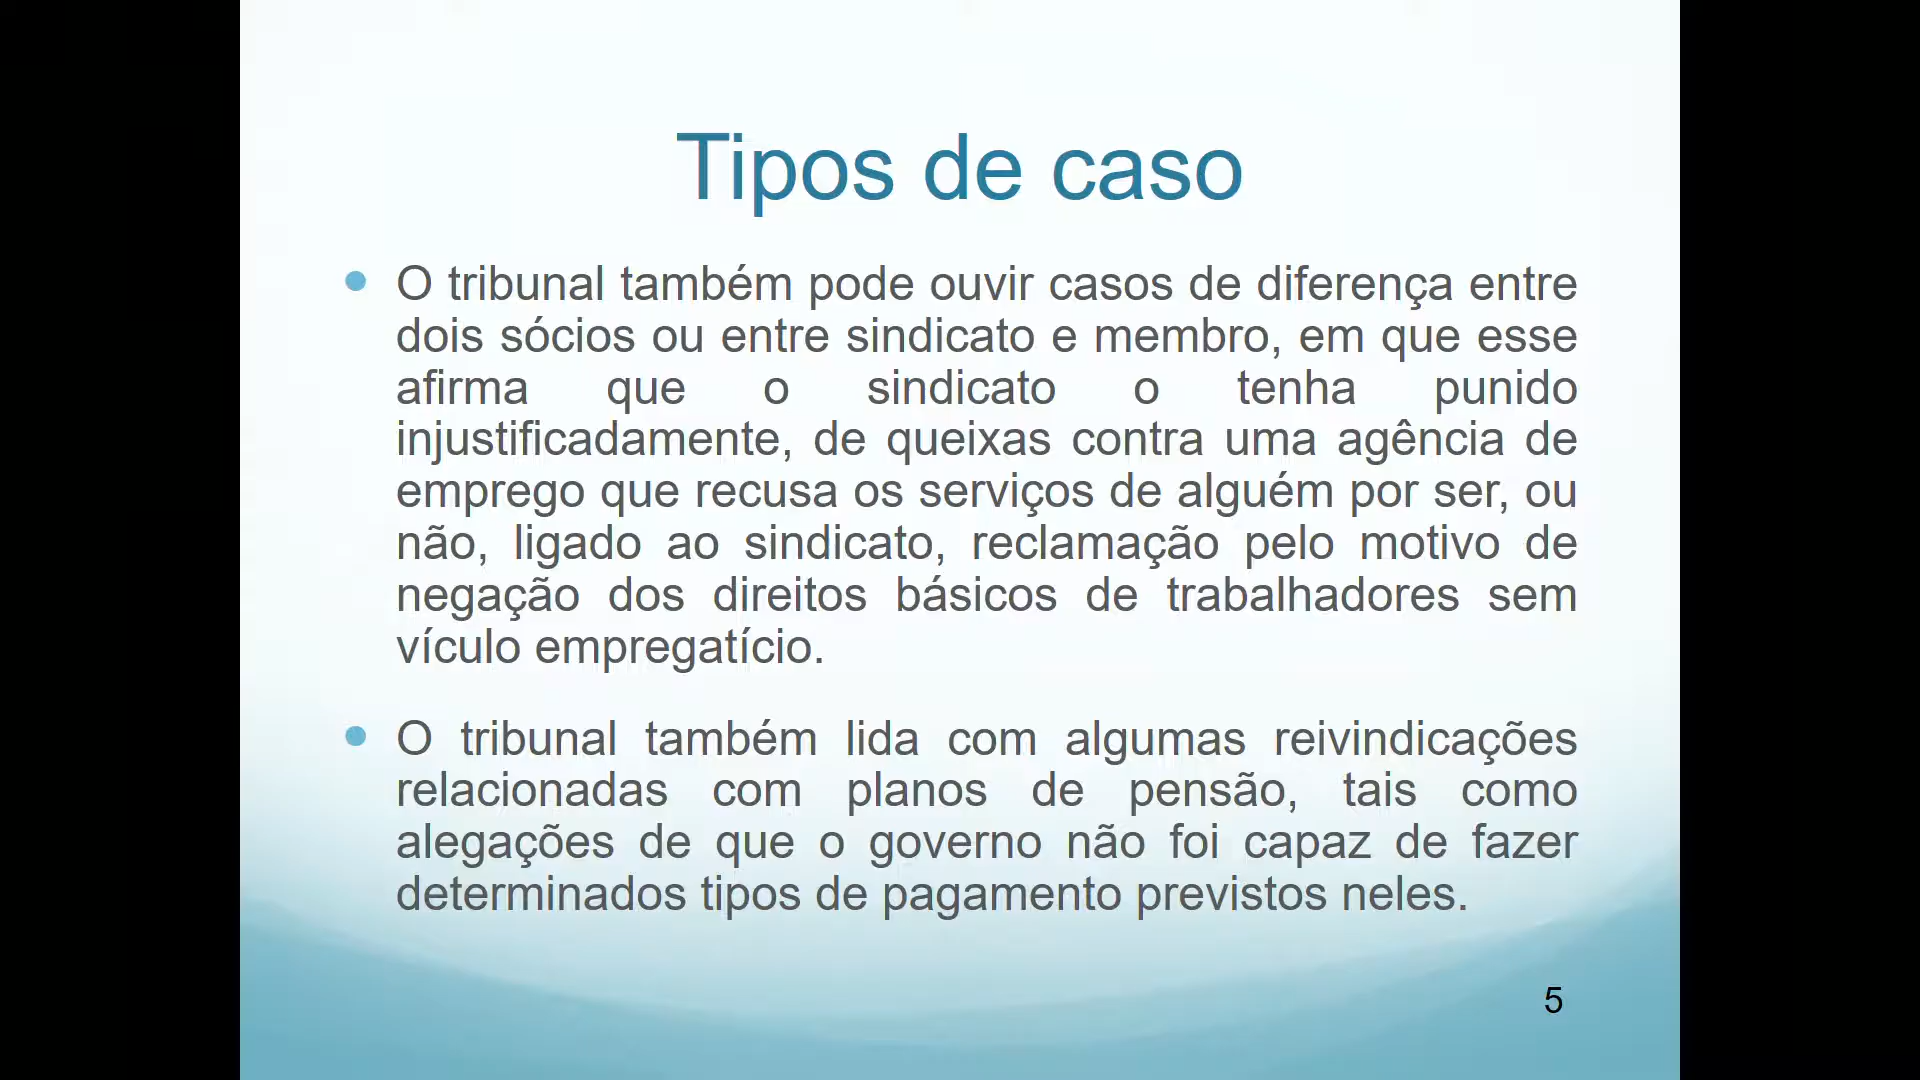 Tipos de caso
O tribunal também pode ouvir casos de diferença entre
dois sócios ou entre sindicato e membro, em que esse
afirma que o sindicato o tenha punido
injustificadamente, de queixas contra uma agência de
emprego que recusa os serviços de alguém por ser, ou
não, ligado ao sindicato, reclamação pelo motivo de
negação dos direitos básicos de trabalhadores sem
vículo empregatício.
O tribunal também lida com algumas reivindicações
relacionadas com planos de pensão, tais como
alegações de que o governo não foi capaz de fazer
determinados tipos de pagamento previstos neles.
5